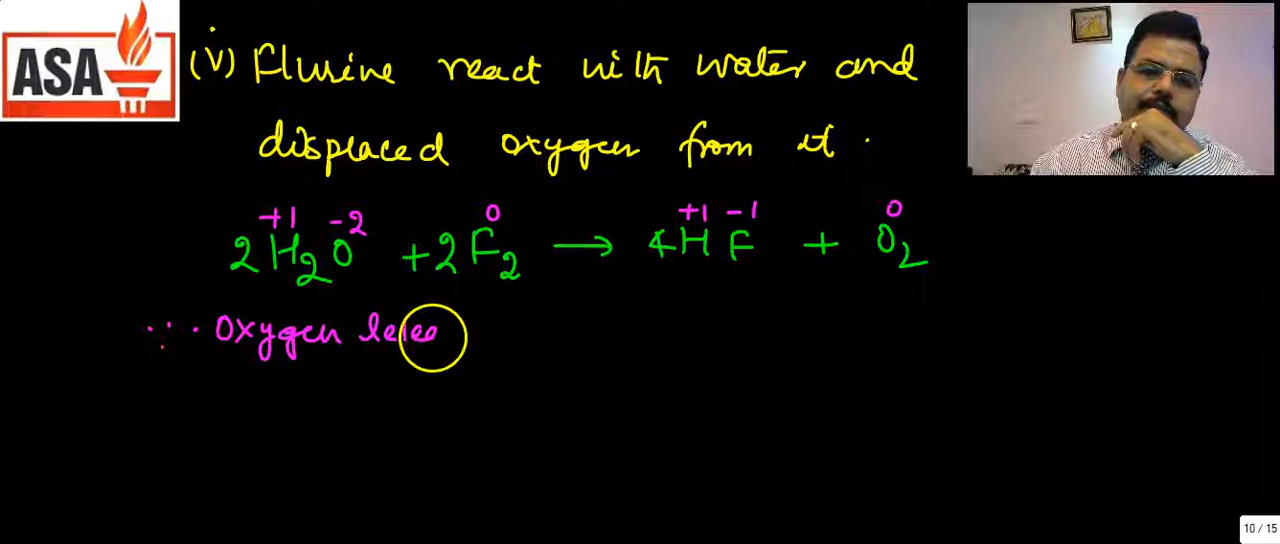 ASA
(iv) Flurine react with water and
displaced oxygen from it.
+1 -2 0 +1 -1 0
2H₂O + 2F₂ → 4HF + O₂
∵ Oxygen
10 / 15